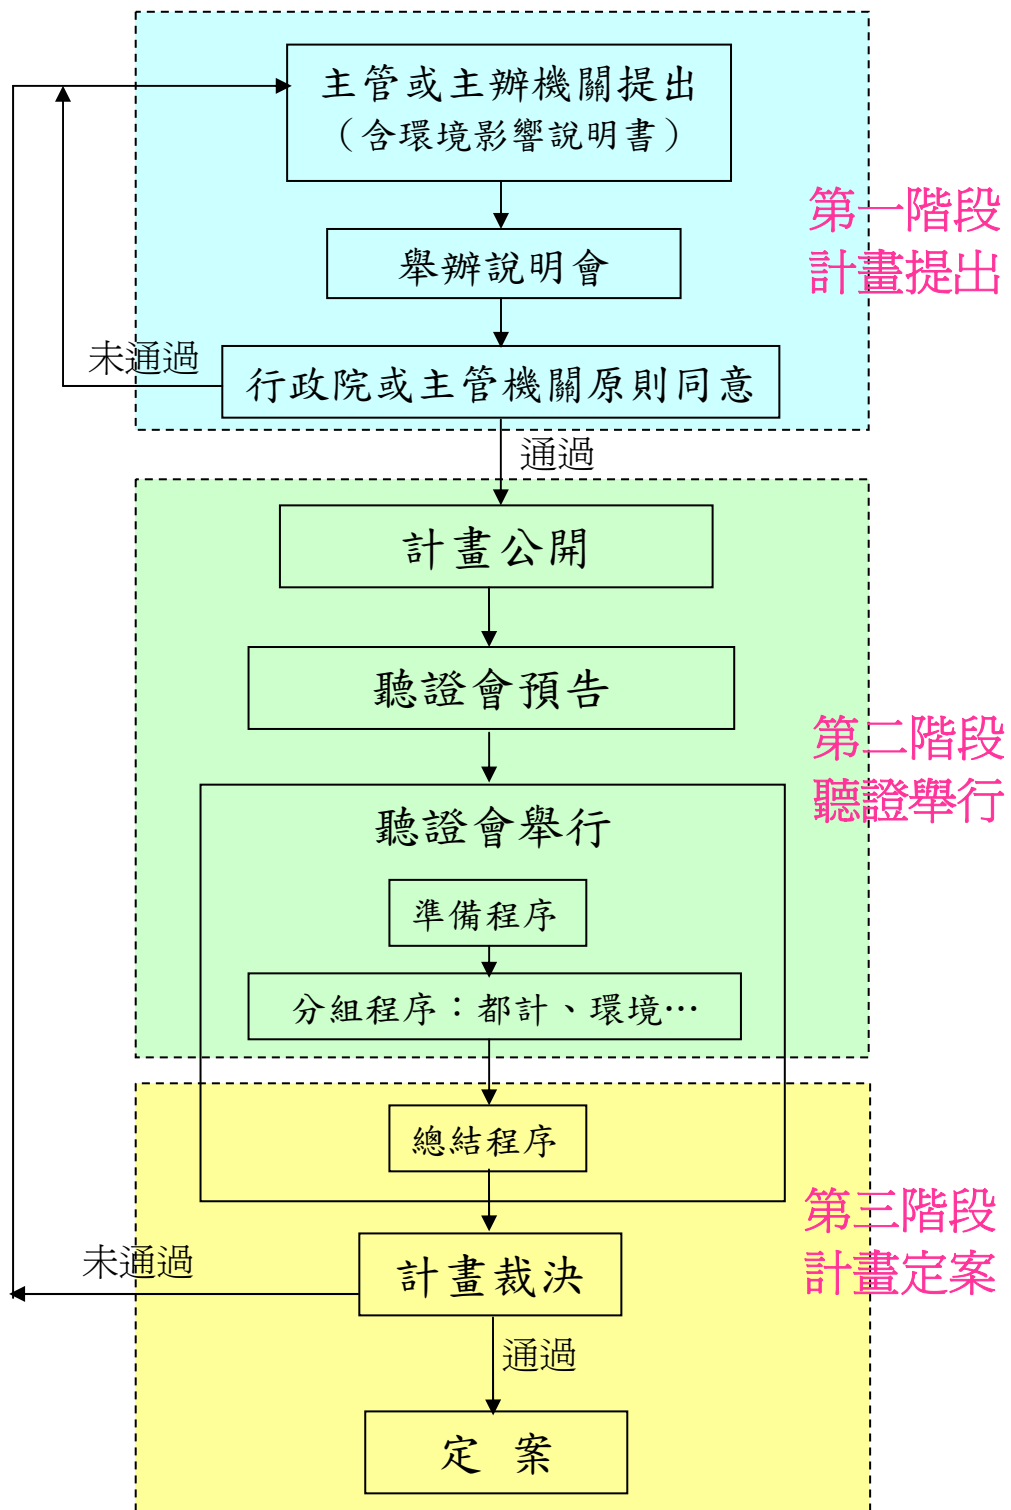 主管或主辦機關提出
（含環境影響說明書）
第一階段
計畫提出
舉辦說明會
未通過
行政院或主管機關原則同意
通過
計畫公開
聽證會預告
第二階段
聽證舉行
聽證會舉行
準備程序
分組程序：都計、環境…
總結程序
第三階段
計畫定案
未通過
計畫裁決
通過
定 案